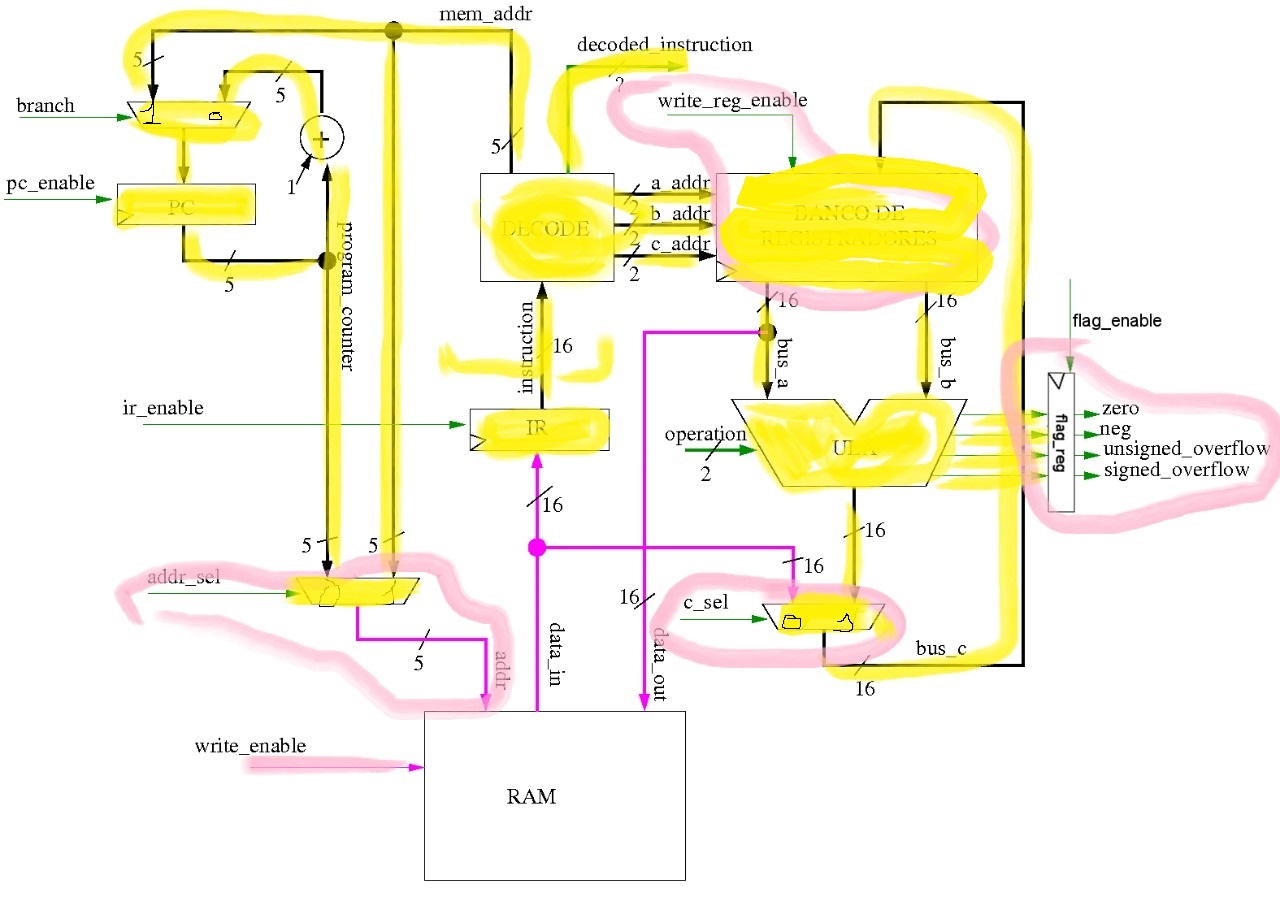 mem_addr
decoded_instruction
5
5
?
branch
write_reg_enable
1
0
+
5
1
pc_enable
PC
a_addr
2
b_addr
2
c_addr
2
DECODE
BANCO DE
REGISTRADORES
5
program_counter
16
16
flag_enable
instruction
16
bus_a
bus_b
ir_enable
IR
operation
2
ULA
flag_reg
zero
neg
unsigned_overflow
signed_overflow
16
16
5
5
16
addr_sel
0
1
16
c_sel
0
1
5
addr
data_in
data_out
bus_c
16
write_enable
RAM